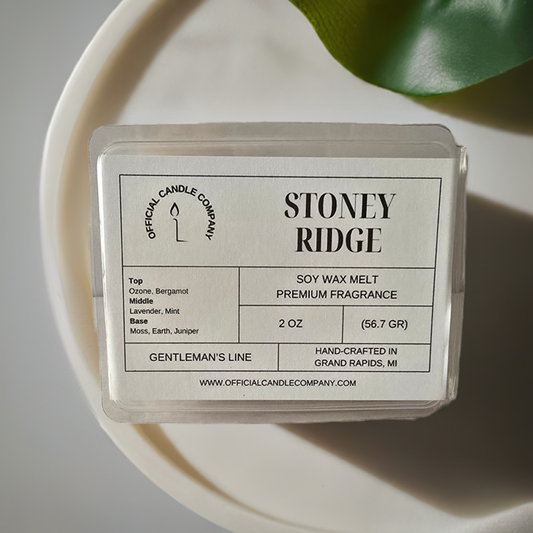 OFFICIAL CANDLE COMPANY
STONEY
RIDGE
Top
Ozone, Bergamot
Middle
Lavender, Mint
Base
Moss, Earth, Juniper
SOY WAX MELT
PREMIUM FRAGRANCE
2 OZ
(56.7 GR)
GENTLEMAN'S LINE
HAND-CRAFTED IN
GRAND RAPIDS, MI
WWW.OFFICIALCANDLECOMPANY.COM